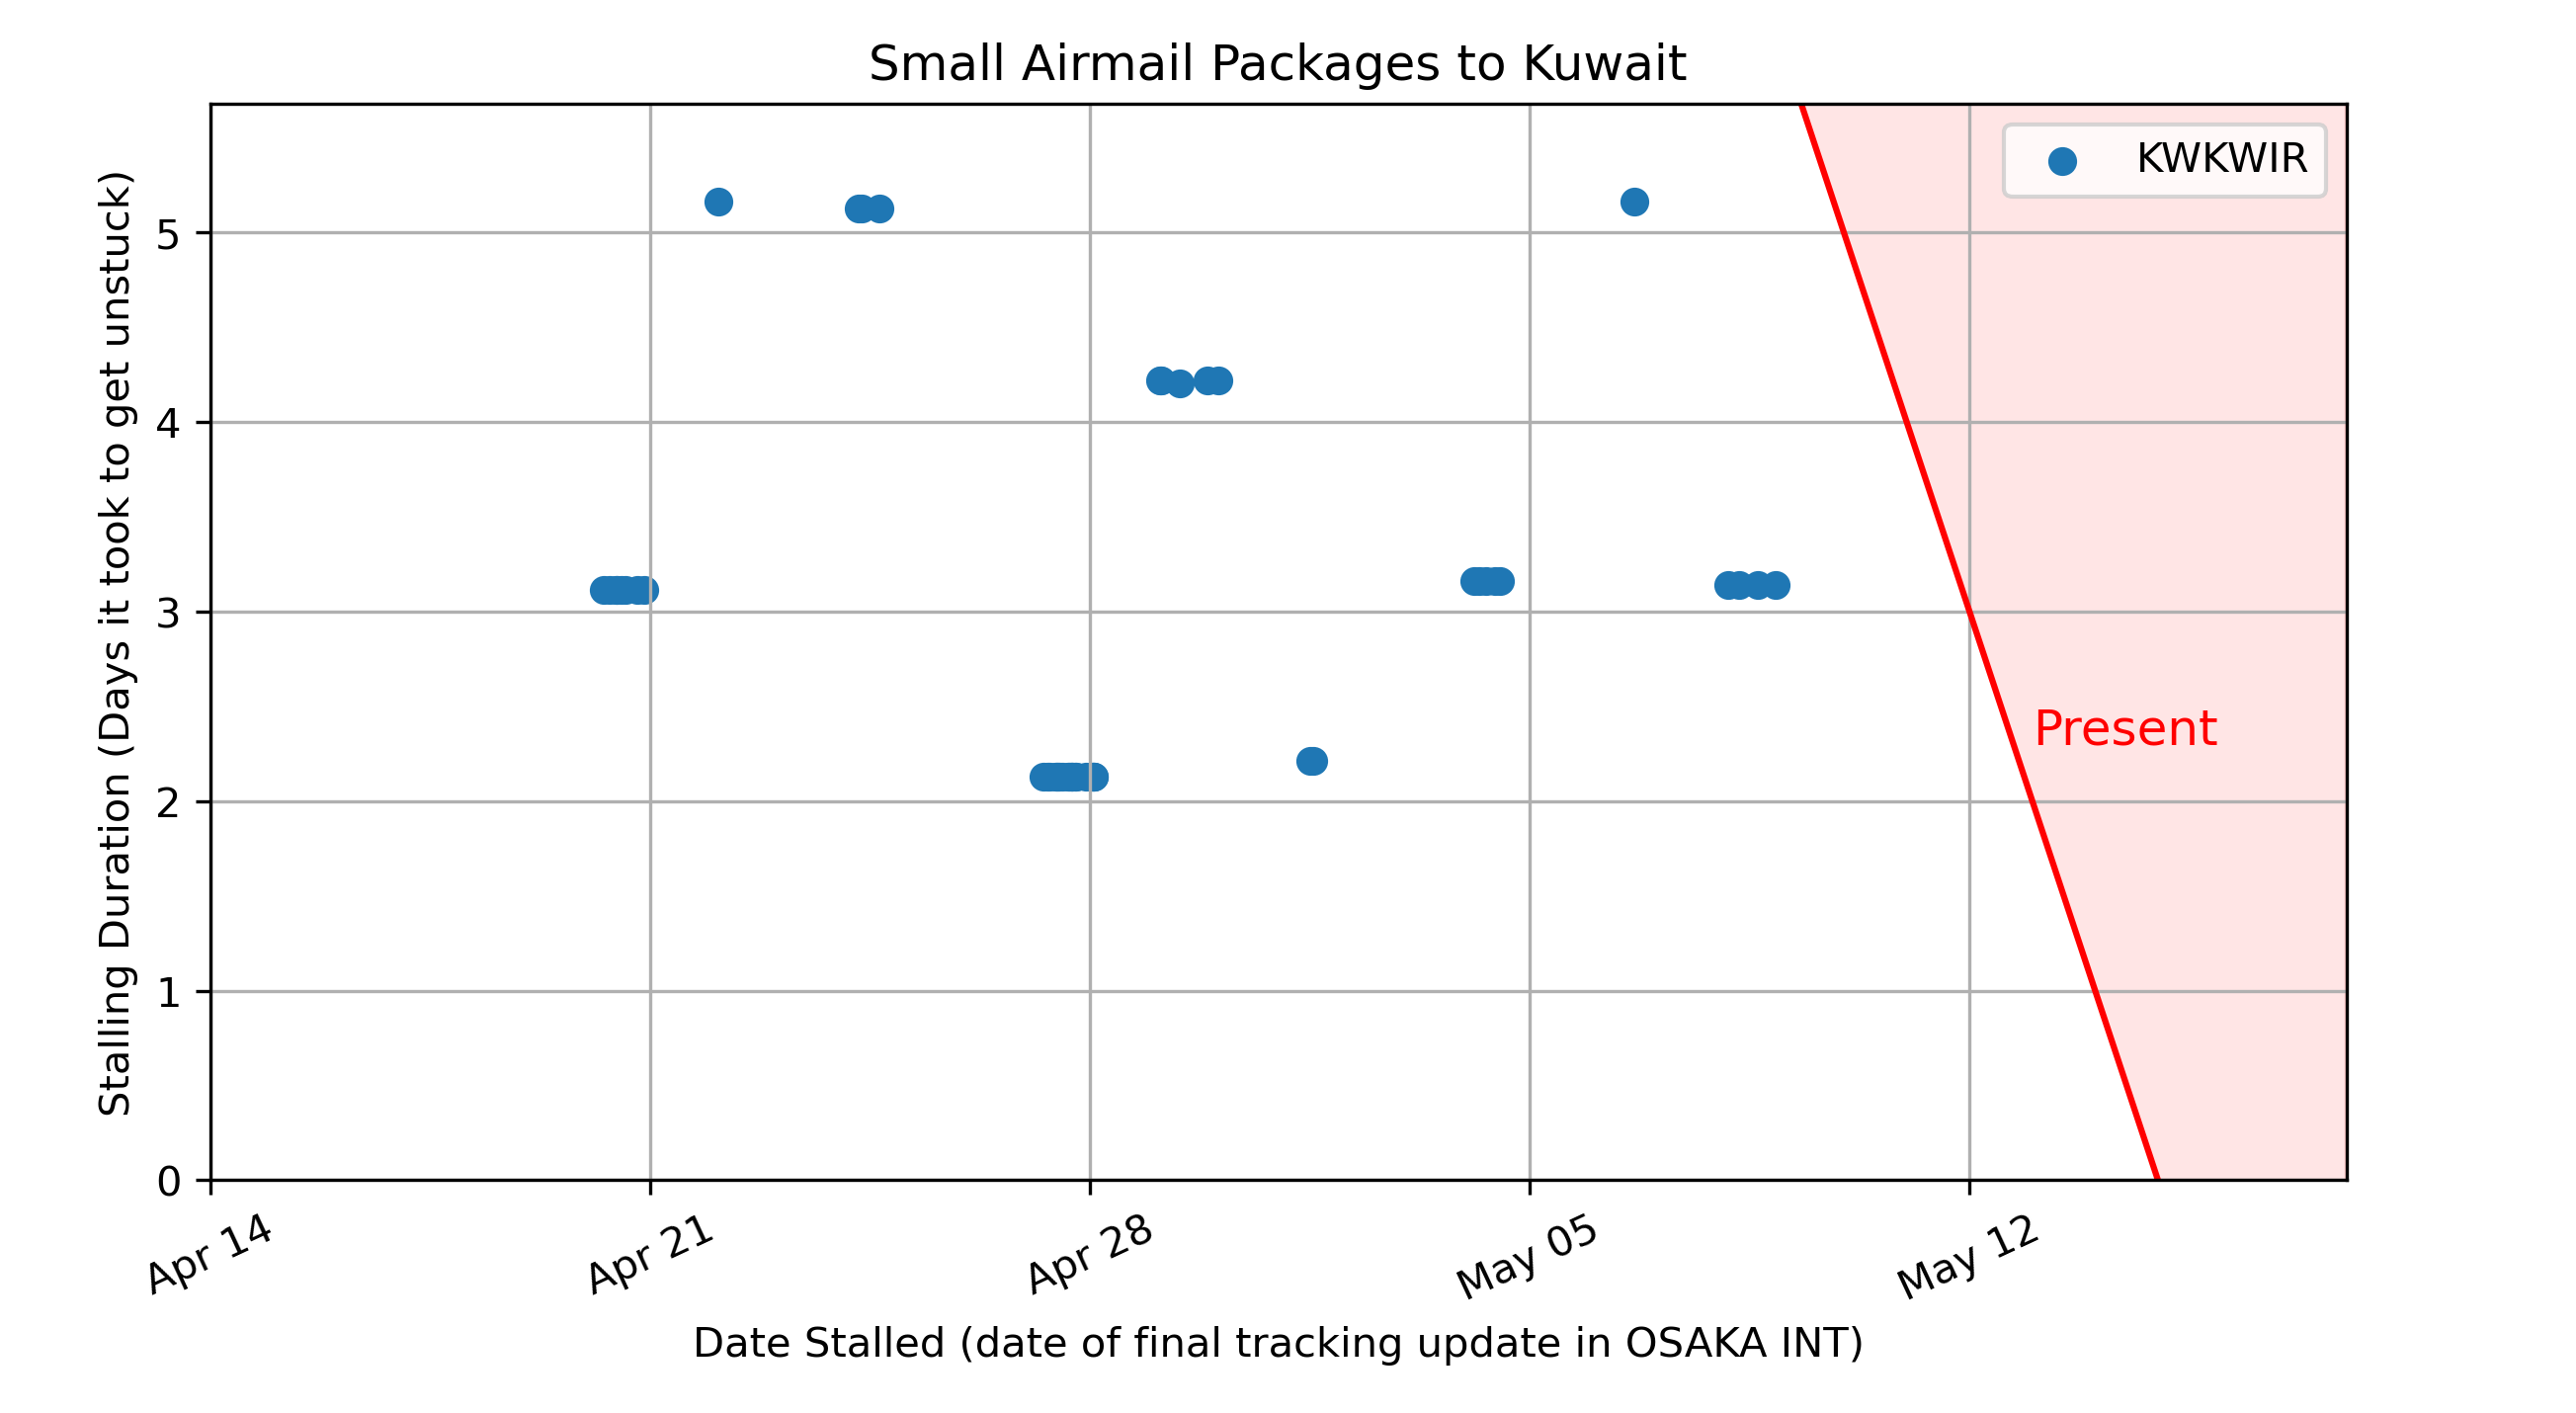 Small Airmail Packages to Kuwait
KWKWIR
Stalling Duration (Days it took to get unstuck)
5
4
3
2
1
0
Present
Apr 14
Apr 21
Apr 28
May 05
May 12
Date Stalled (date of final tracking update in OSAKA INT)